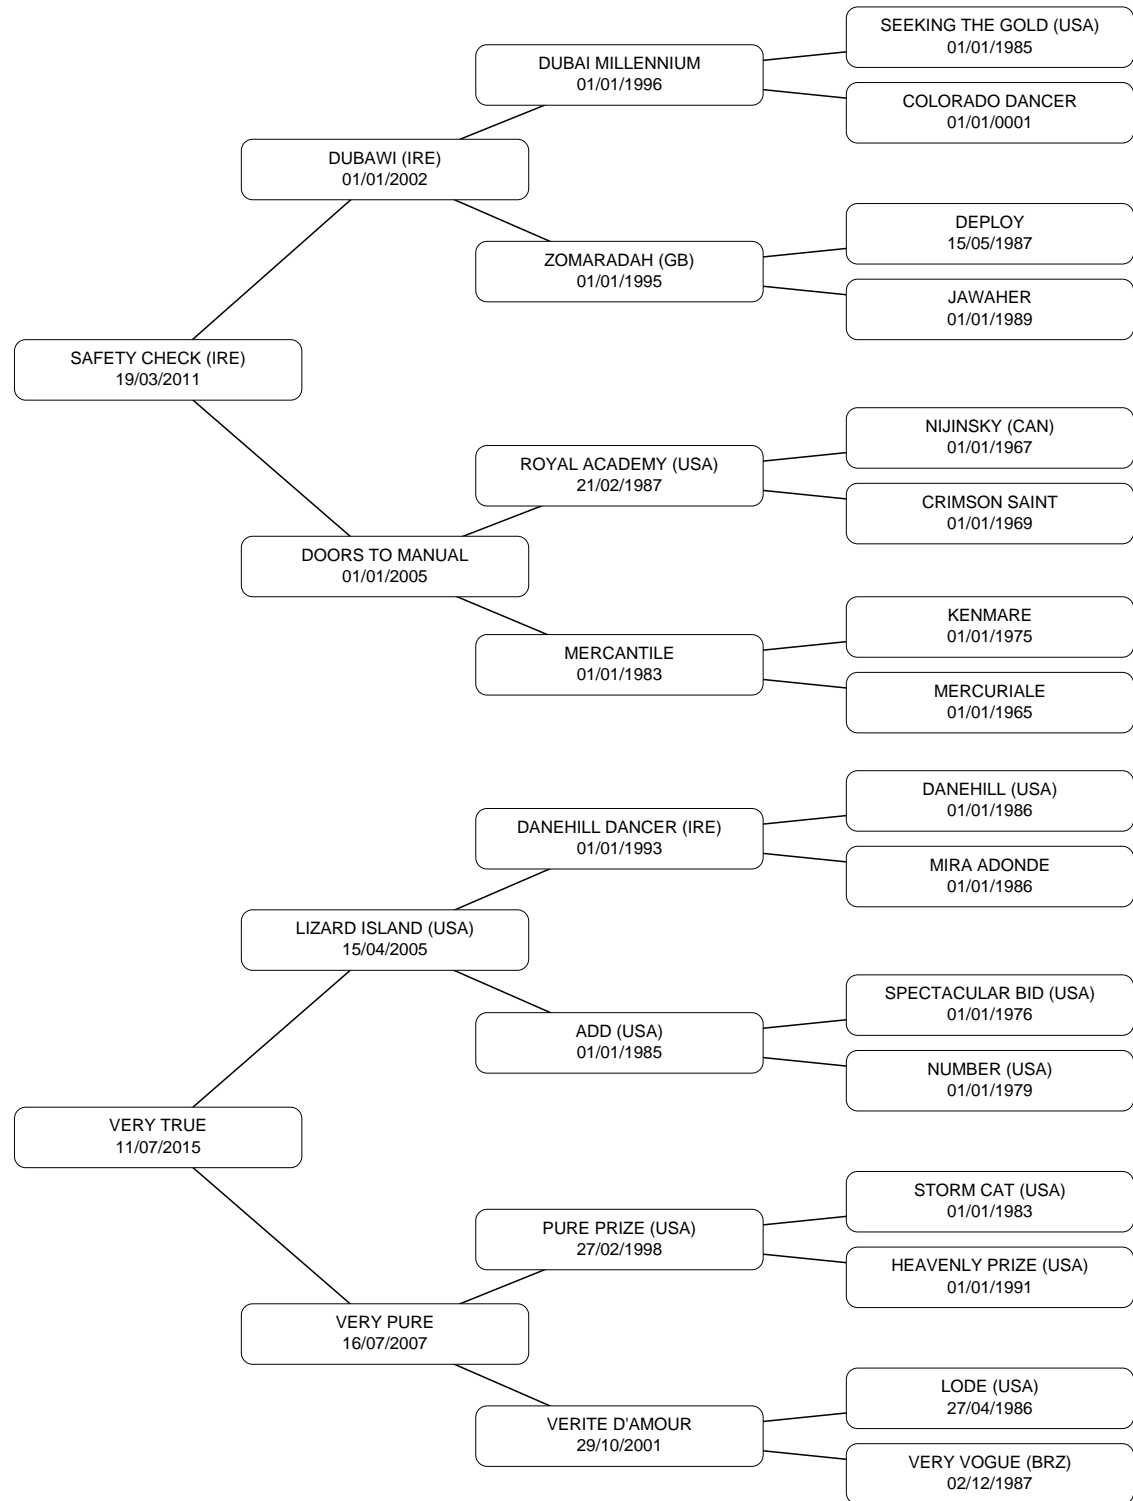 SEEKING THE GOLD (USA)
01/01/1985
DUBAI MILLENNIUM
01/01/1996
COLORADO DANCER
01/01/0001
DUBAWI (IRE)
01/01/2002
DEPLOY
15/05/1987
ZOMARADAH (GB)
01/01/1995
JAWAHER
01/01/1989
SAFETY CHECK (IRE)
19/03/2011
NIJINSKY (CAN)
01/01/1967
ROYAL ACADEMY (USA)
21/02/1987
CRIMSON SAINT
01/01/1969
DOORS TO MANUAL
01/01/2005
KENMARE
01/01/1975
MERCANTILE
01/01/1983
MERCURIALE
01/01/1965
DANEHILL (USA)
01/01/1986
DANEHILL DANCER (IRE)
01/01/1993
MIRA ADONDE
01/01/1986
LIZARD ISLAND (USA)
15/04/2005
SPECTACULAR BID (USA)
01/01/1976
ADD (USA)
01/01/1985
NUMBER (USA)
01/01/1979
VERY TRUE
11/07/2015
STORM CAT (USA)
01/01/1983
PURE PRIZE (USA)
27/02/1998
HEAVENLY PRIZE (USA)
01/01/1991
VERY PURE
16/07/2007
LODE (USA)
27/04/1986
VERITE D'AMOUR
29/10/2001
VERY VOGUE (BRZ)
02/12/1987